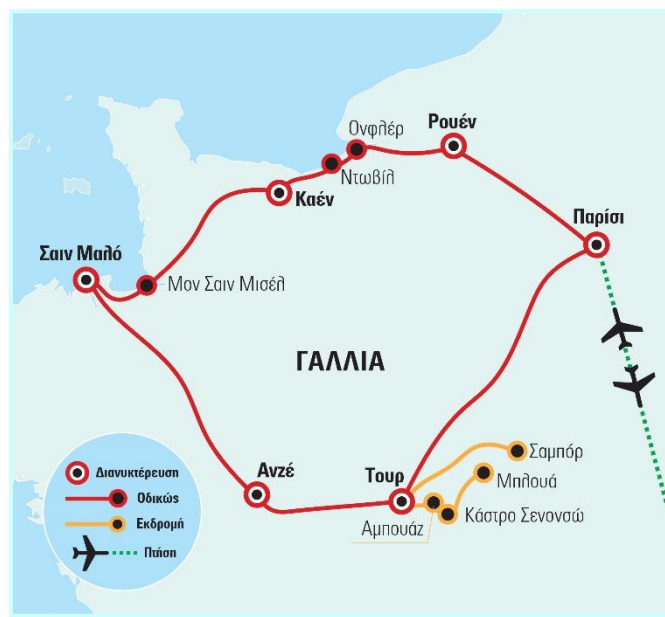 Ονφλέρ
Ρουέν
Ντωβίλ
Καέν
Παρίσι
Σαιν Μαλό
Μον Σαιν Μισέλ
ΓΑΛΛΙΑ
Διανυκτέρευση
Οδικώς
Εκδρομή
Πτήση
Ανζέ
Τουρ
Σαμπόρ
Μπλουά
Αμπουάζ
Κάστρο Σενονσώ